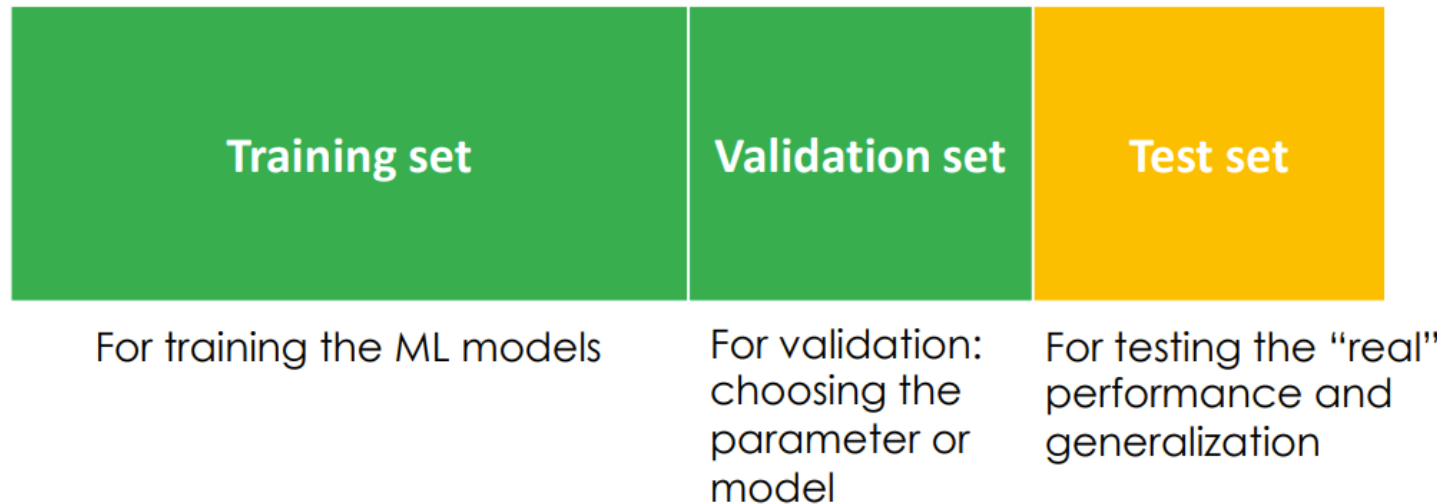 Training set
Validation set
Test set
For training the ML models
For validation:
choosing the
parameter or
model
For testing the “real”
performance and
generalization